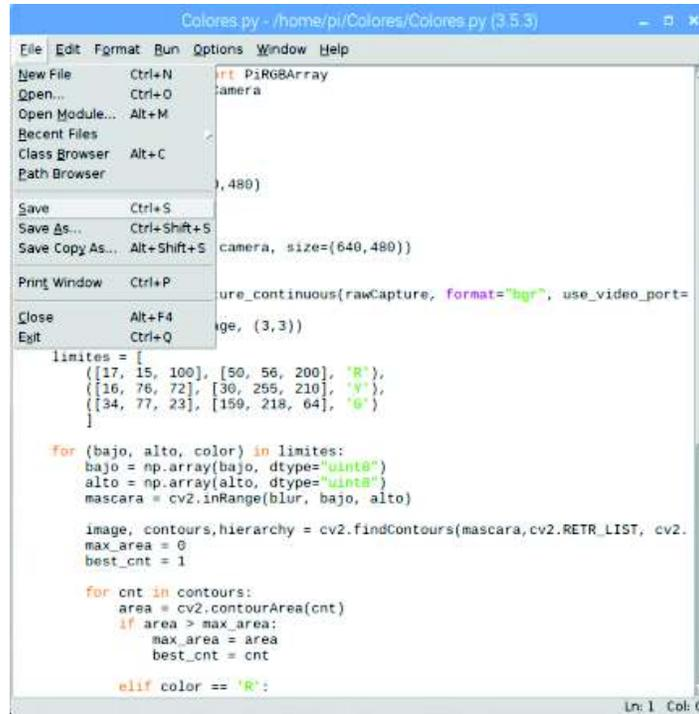 Colores.py - /home/pi/Colores/Colores.py (3.5.3)
File Edit Format Run Options Window Help
New File Ctrl+N
Open... Ctrl+O
Open Module... Alt+M
Recent Files
Class Browser Alt+C
Path Browser
Save Ctrl+S
Save As... Ctrl+Shift+S
Save Copy As... Alt+Shift+S
Print Window Ctrl+P
Close Alt+F4
Exit Ctrl+Q
rt PiRGBArray
amera
,480)
camera, size=(640,480))
ure_continuous(rawCapture, format="bgr", use_video_port=
ge, (3,3))
limites = [
([17, 15, 100], [50, 56, 200], 'R'),
([16, 76, 72], [30, 255, 210], 'Y'),
([34, 77, 23], [159, 218, 64], 'G')
]
for (bajo, alto, color) in limites:
bajo = np.array(bajo, dtype="uint8")
alto = np.array(alto, dtype="uint8")
mascara = cv2.inRange(blur, bajo, alto)
image, contours,hierarchy = cv2.findContours(mascara,cv2.RETR_LIST, cv2.
max_area = 0
best_cnt = 1
for cnt in contours:
area = cv2.contourArea(cnt)
if area > max_area:
max_area = area
best_cnt = cnt
elif color == 'R':
Ln: 1 Col: